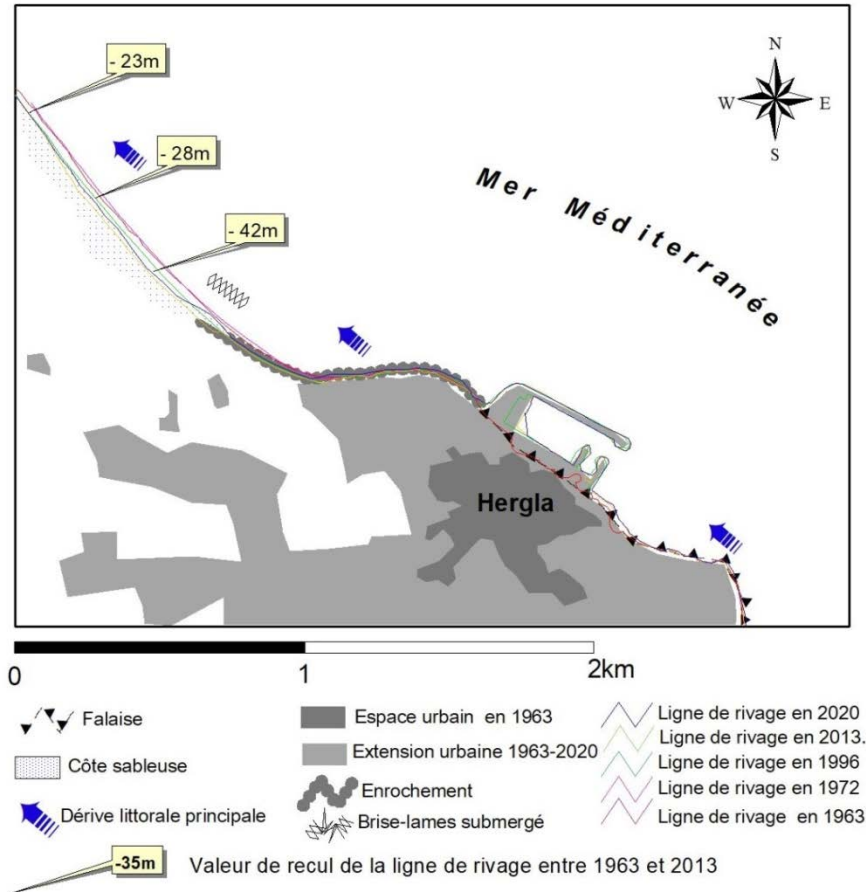 - 23m
- 28m
- 42m
N
W E
S
Mer Méditerranée
Hergla
0 1 2km
Falaise
Côte sableuse
Dérive littorale principale
Espace urbain en 1963
Extension urbaine 1963-2020
Enrochement
Brise-lames submergé
Ligne de rivage en 2020
Ligne de rivage en 2013.
Ligne de rivage en 1996
Ligne de rivage en 1972
Ligne de rivage en 1963
-35m Valeur de recul de la ligne de rivage entre 1963 et 2013